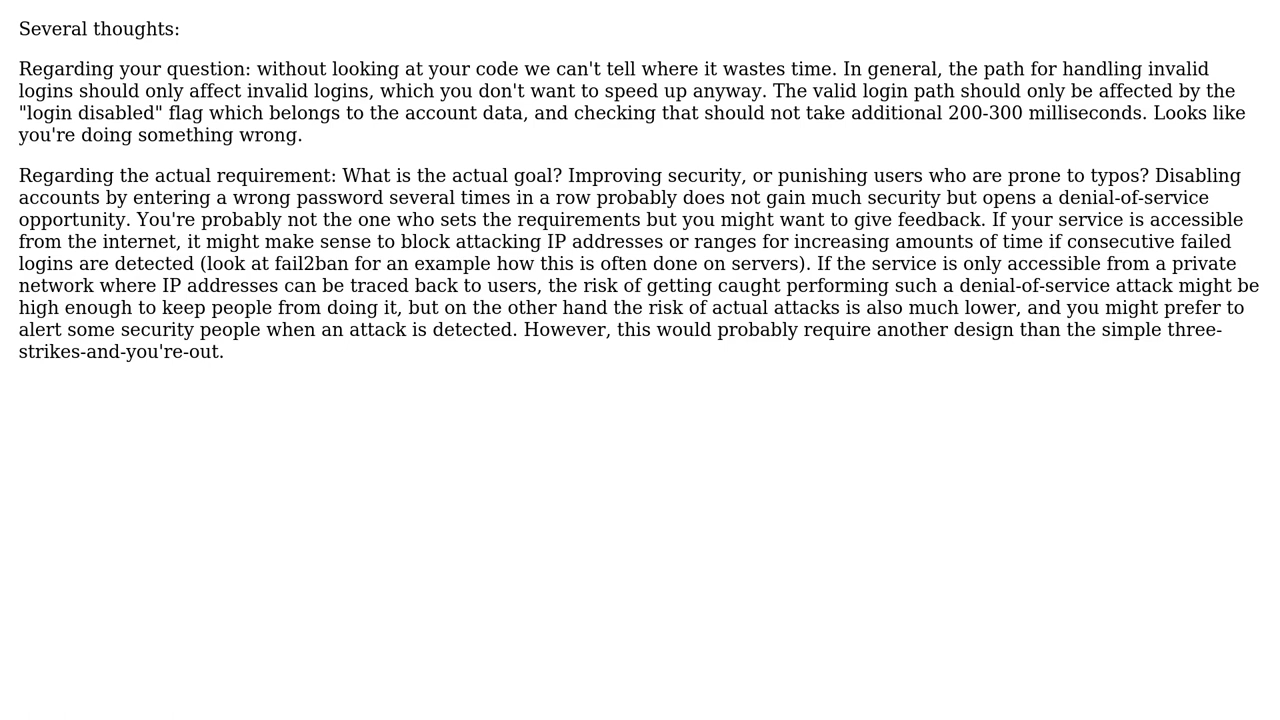 Several thoughts:
Regarding your question: without looking at your code we can't tell where it wastes time. In general, the path for handling invalid
logins should only affect invalid logins, which you don't want to speed up anyway. The valid login path should only be affected by the
"login disabled" flag which belongs to the account data, and checking that should not take additional 200-300 milliseconds. Looks like
you're doing something wrong.
Regarding the actual requirement: What is the actual goal? Improving security, or punishing users who are prone to typos? Disabling
accounts by entering a wrong password several times in a row probably does not gain much security but opens a denial-of-service
opportunity. You're probably not the one who sets the requirements but you might want to give feedback. If your service is accessible
from the internet, it might make sense to block attacking IP addresses or ranges for increasing amounts of time if consecutive failed
logins are detected (look at fail2ban for an example how this is often done on servers). If the service is only accessible from a private
network where IP addresses can be traced back to users, the risk of getting caught performing such a denial-of-service attack might be
high enough to keep people from doing it, but on the other hand the risk of actual attacks is also much lower, and you might prefer to
alert some security people when an attack is detected. However, this would probably require another design than the simple three-
strikes-and-you're-out.